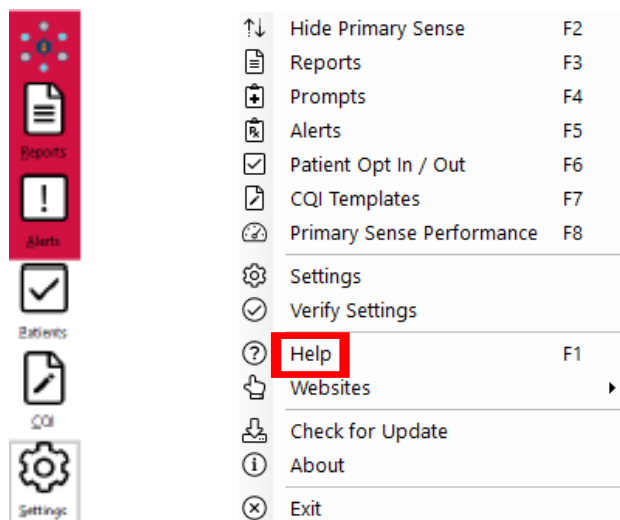 Reports
Alerts
Patients
CQI
Settings
Hide Primary Sense F2
Reports F3
Prompts F4
Alerts F5
Patient Opt In / Out F6
CQI Templates F7
Primary Sense Performance F8
Settings
Verify Settings
Help F1
Websites
Check for Update
About
Exit